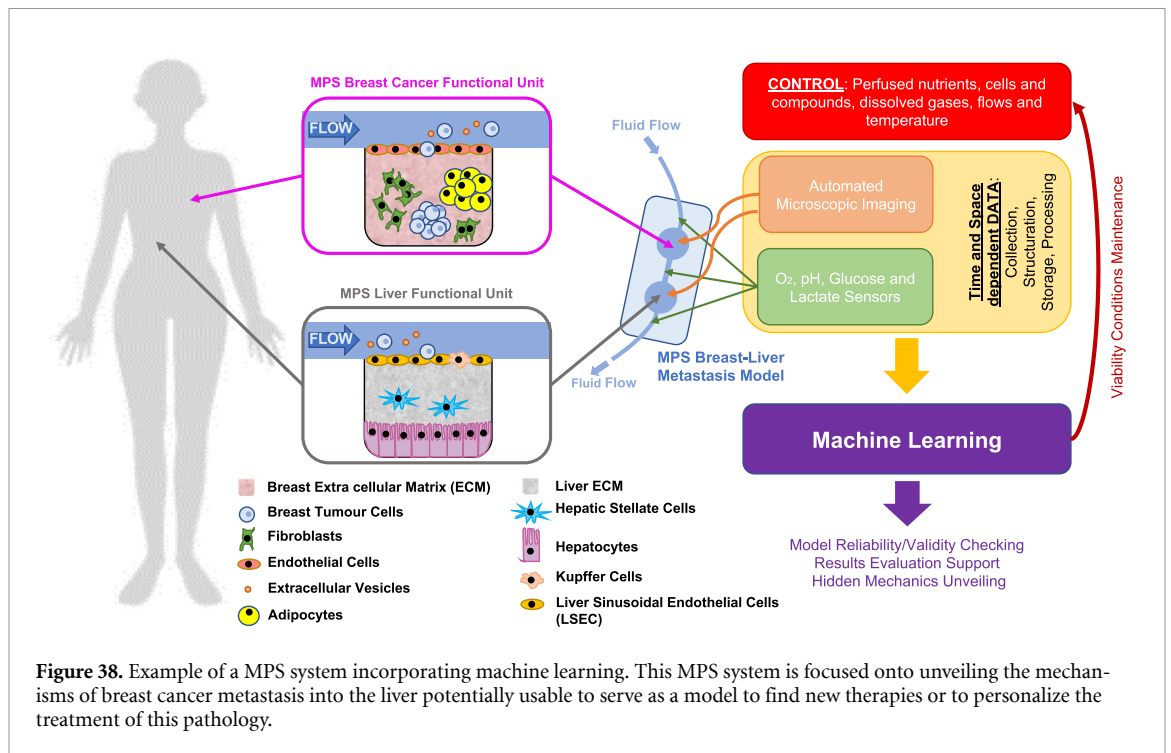 MPS Breast Cancer Functional Unit
FLOW
MPS Liver Functional Unit
FLOW
Fluid Flow
Fluid Flow
MPS Breast-Liver
Metastasis Model
CONTROL: Perfused nutrients, cells and
compounds, dissolved gases, flows and
temperature
Automated
Microscopic Imaging
O₂, pH, Glucose and
Lactate Sensors
Time and Space
dependent DATA:
Collection,
Structuration,
Storage, Processing
Viability Conditions Maintenance
Machine Learning
Model Reliability/Validity Checking
Results Evaluation Support
Hidden Mechanics Unveiling
Breast Extra cellular Matrix (ECM)
Breast Tumour Cells
Fibroblasts
Endothelial Cells
Extracellular Vesicles
Adipocytes
Liver ECM
Hepatic Stellate Cells
Hepatocytes
Kupffer Cells
Liver Sinusoidal Endothelial Cells
(LSEC)
Figure 38. Example of a MPS system incorporating machine learning. This MPS system is focused onto unveiling the mechan-
isms of breast cancer metastasis into the liver potentially usable to serve as a model to find new therapies or to personalize the
treatment of this pathology.